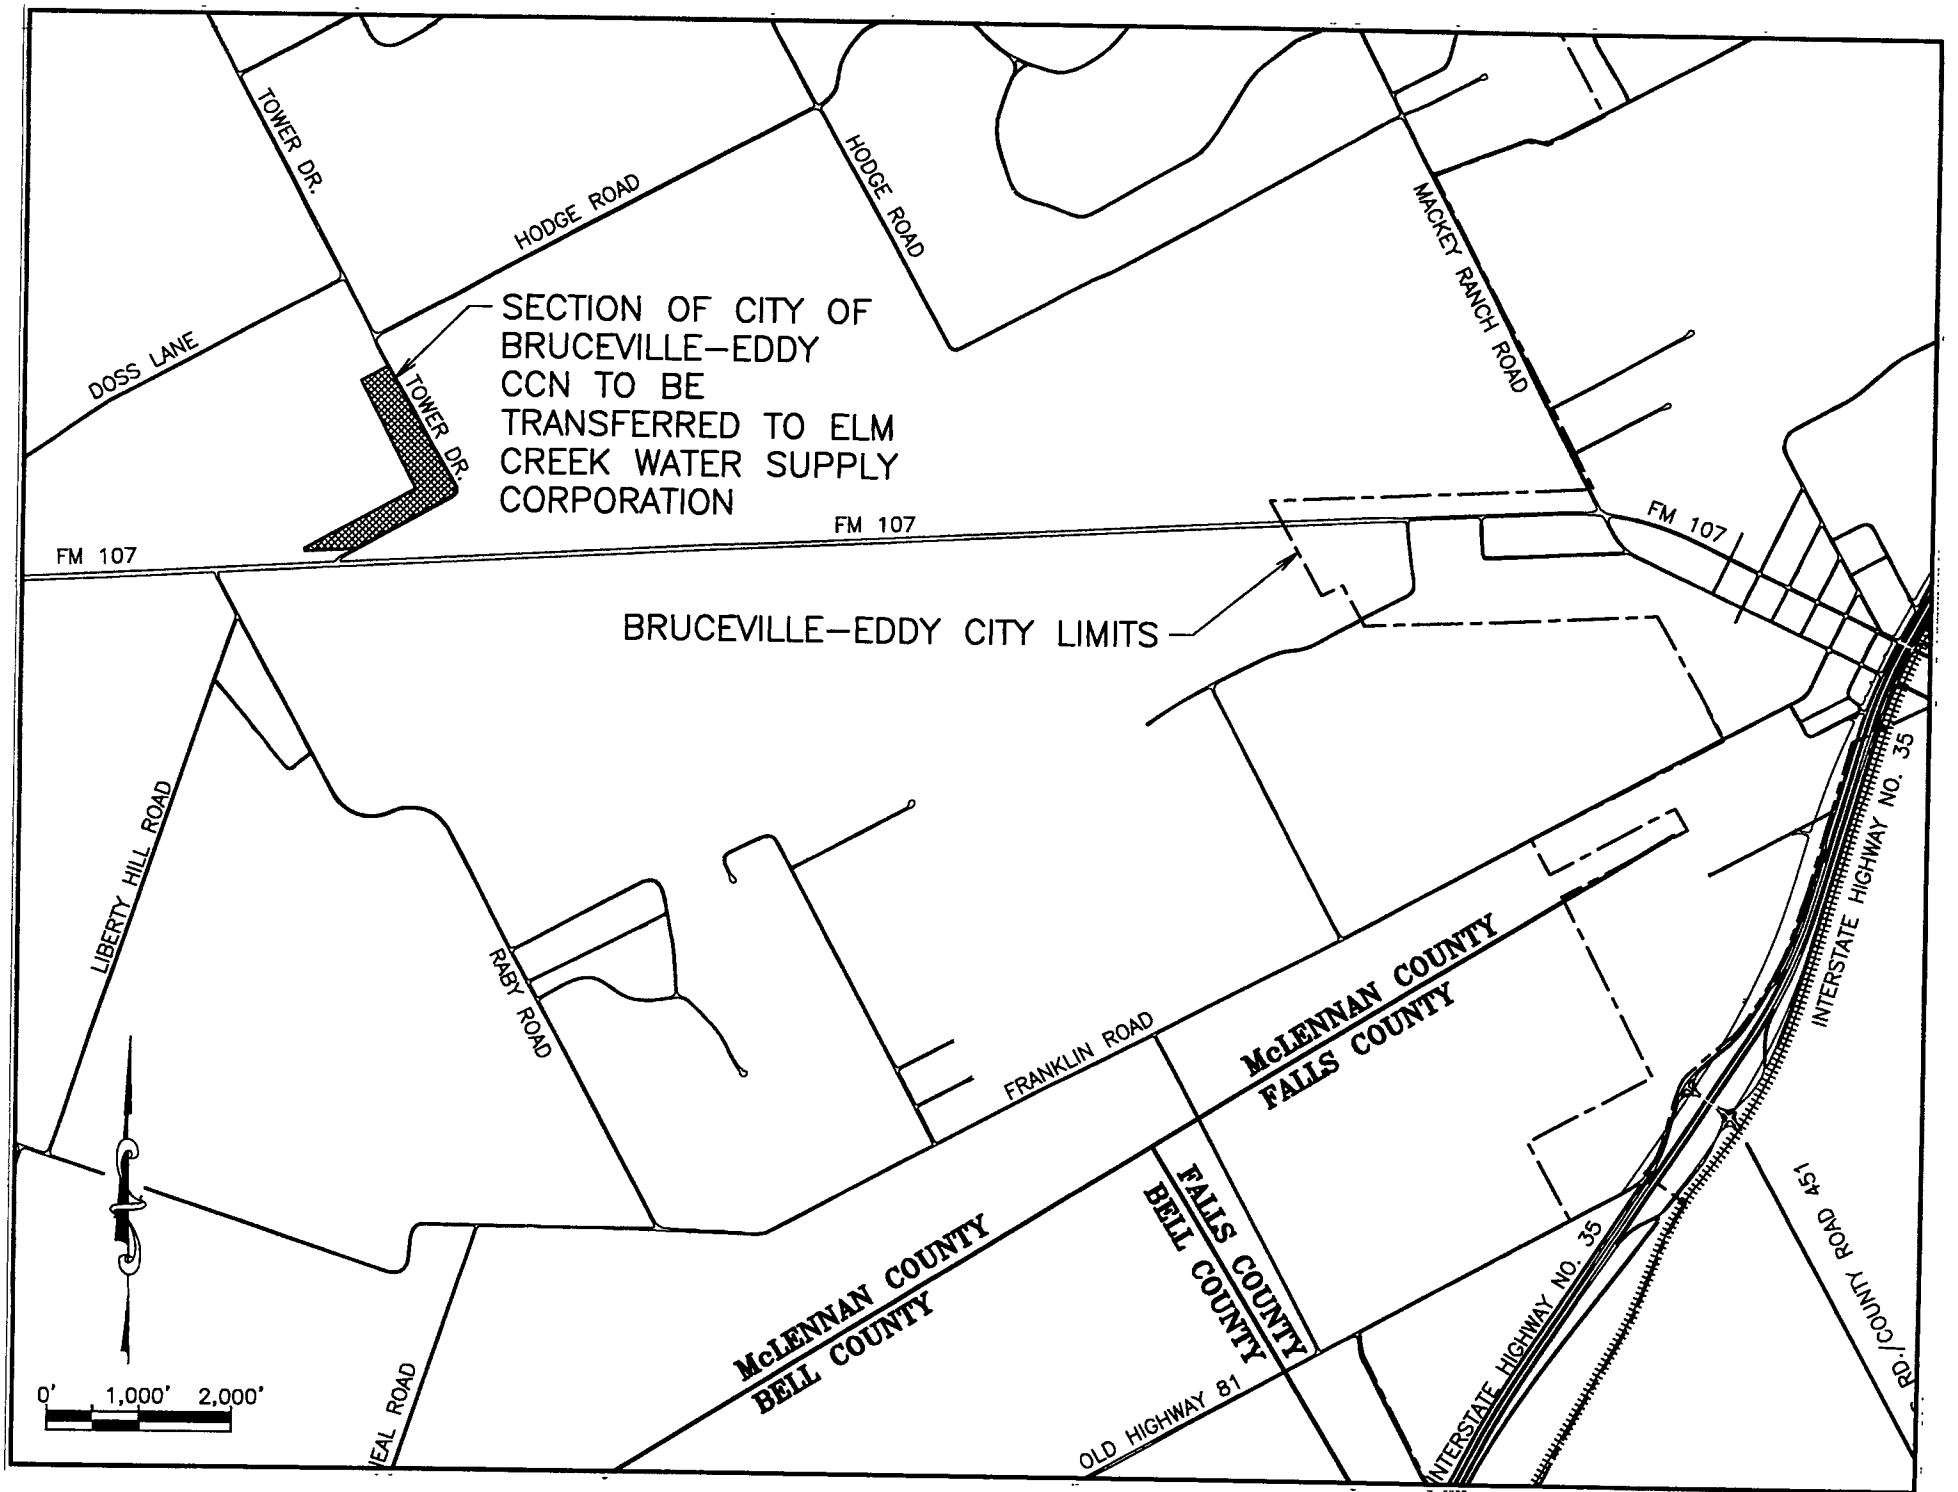 TOWER DR.
HODGE ROAD
HODGE ROAD
MACKEY RANCH ROAD
DOSS LANE
SECTION OF CITY OF
BRUCEVILLE-EDDY
CCN TO BE
TRANSFERRED TO ELM
CREEK WATER SUPPLY
CORPORATION
TOWER DR.
FM 107
FM 107
FM 107
BRUCEVILLE-EDDY CITY LIMITS
INTERSTATE HIGHWAY NO. 35
LIBERTY HILL ROAD
RABY ROAD
FRANKLIN ROAD
McLENNAN COUNTY
FALLS COUNTY
FALLS COUNTY
BELL COUNTY
McLENNAN COUNTY
BELL COUNTY
INTERSTATE HIGHWAY NO. 35
RD./COUNTY ROAD 451
OLD HIGHWAY 81
EAL ROAD
0' 1,000' 2,000'